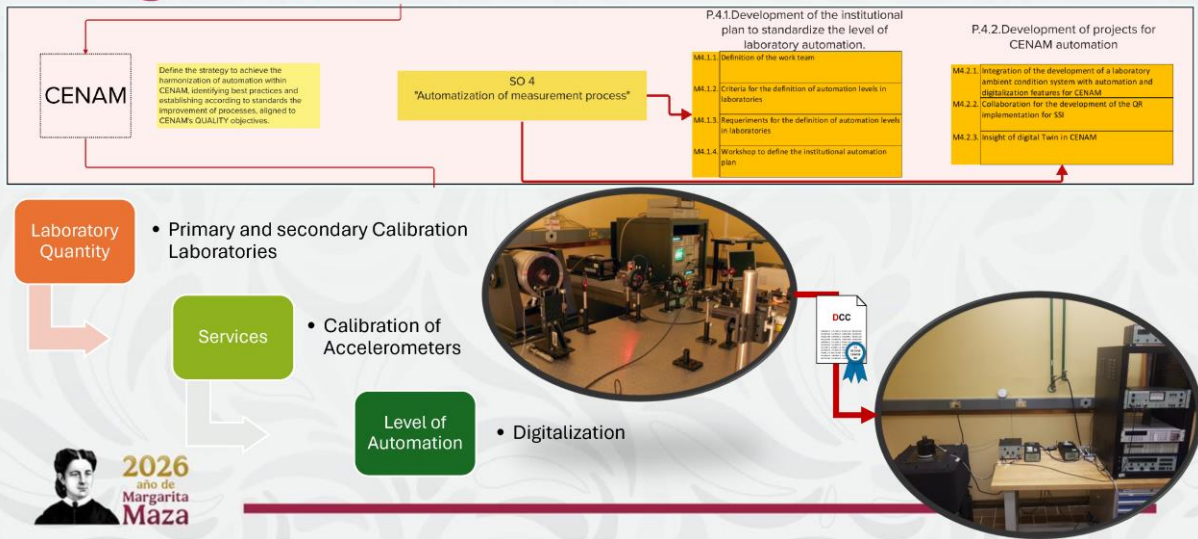 CENAM
Define the strategy to achieve the
harmonization of automation within
CENAM, identifying best practices and
establishing according to standards the
improvement of processes, aligned to
CENAM's QUALITY objectives.
SO 4
"Automatization of measurement process"
P.4.1.Development of the institutional
plan to standardize the level of
laboratory automation.
M4.1.1. Definition of the work team
M4.1.2. Criteria for the definition of automation levels in
laboratories
M4.1.3. Requeriments for the definition of automation levels
in laboratories
M4.1.4. Workshop to define the institutional automation
plan
P.4.2.Development of projects for
CENAM automation
M4.2.1. Integration of the development of a laboratory
ambient condition system with automation and
digitalization features for CENAM
M4.2.2. Collaboration for the development of the QR
implementation for SSI
M4.2.3. Insight of digital Twin in CENAM
Laboratory
Quantity
• Primary and secondary Calibration
Laboratories
Services
• Calibration of
Accelerometers
Level of
Automation
• Digitalization
DCC
2026
año de
Margarita
Maza